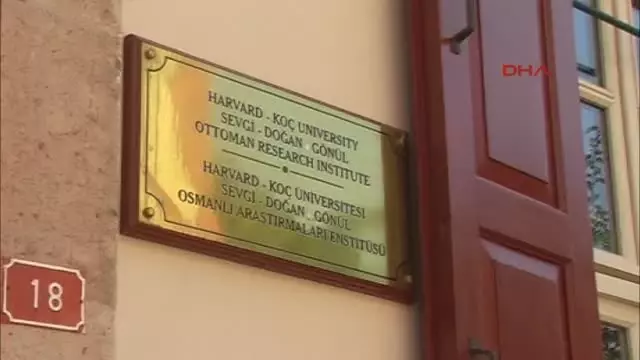 HARVARD - KOÇ UNIVERSITY
SEVGİ - DOĞAN . GÖNÜL
OTTOMAN RESEARCH INSTITUTE
HARVARD - KOÇ ÜNİVERSİTESİ
SEVGİ - DOĞAN . GÖNÜL
OSMANLI ARAŞTIRMALARI ENSTİTÜSÜ
18
DHA